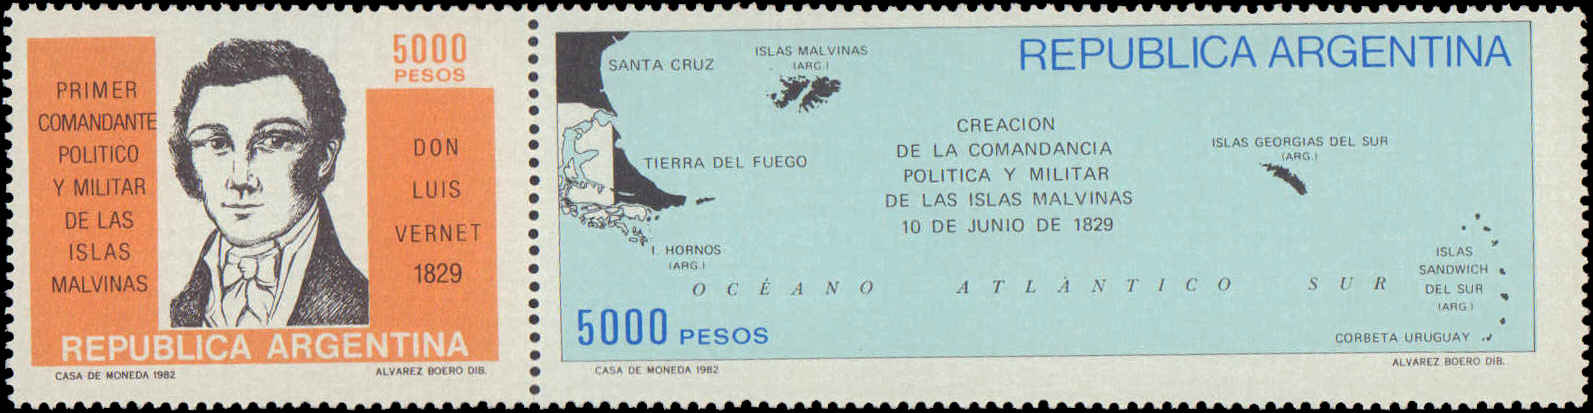 5000
PESOS
PRIMER
COMANDANTE
POLITICO
Y MILITAR
DE LAS
ISLAS
MALVINAS
DON
LUIS
VERNET
1829
REPUBLICA ARGENTINA
CASA DE MONEDA 1982
ALVAREZ BOERO DIB.
REPUBLICA ARGENTINA
SANTA CRUZ
ISLAS MALVINAS
(ARG.)
TIERRA DEL FUEGO
CREACION
DE LA COMANDANCIA
POLITICA Y MILITAR
DE LAS ISLAS MALVINAS
10 DE JUNIO DE 1829
ISLAS GEORGIAS DEL SUR
(ARG.)
I. HORNOS
(ARG.)
OCÉANO ATLÀNTICO SUR
ISLAS
SANDWICH
DEL SUR
(ARG.)
CORBETA URUGUAY
5000 PESOS
CASA DE MONEDA 1982
ALVAREZ BOERO DIB.